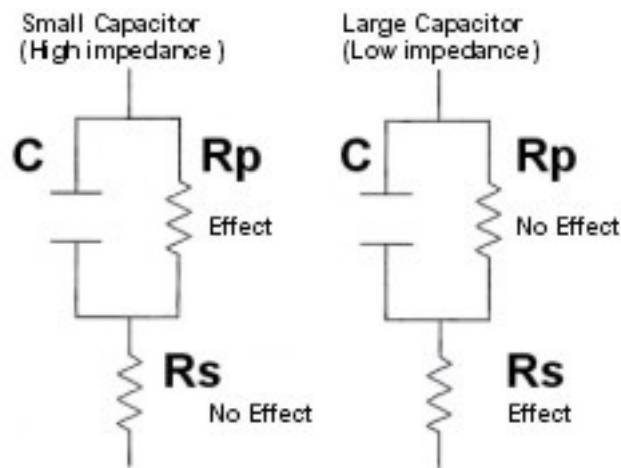 Small Capacitor
(High impedance)
C
Rp
Effect
Rs
No Effect
Large Capacitor
(Low impedance)
C
Rp
No Effect
Rs
Effect